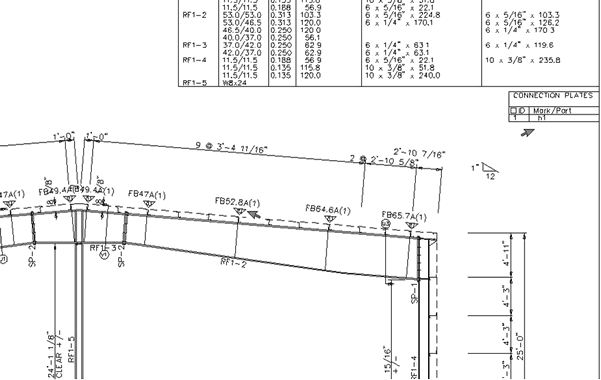 11.5/11.5 0.188 56.9 6 x 5/16" x 22.1
RF1-2 53.0/53.0 0.313 103.3 6 x 5/16" x 224.8 6 x 5/16" x 103.3
53.0/46.5 0.250 120.0 6 x 1/4" x 170.1 6 x 5/16" x 126.2
46.5/40.0 0.250 120.0 6 x 1/4" x 170.3
40.0/37.0 0.250 56.1
RF1-3 37.0/42.0 0.250 62.9 6 x 1/4" x 63.1 6 x 1/4" x 119.6
42.0/37.0 0.250 62.9 6 x 1/4" x 63.1
RF1-4 11.5/11.5 0.188 56.9 6 x 5/16" x 22.1 10 x 3/8" x 235.8
11.5/11.5 0.135 115.8 10 x 3/8" x 51.8
11.5/11.5 0.135 120.0 10 x 3/8" x 240.0
RF1-5 W8x24
CONNECTION PLATES
ID Mark/Part
1 h1
1'-0" 1'-0"
9 @ 3'-4 11/16"
2 @ 2'-10 5/8"
2'-10 7/16"
1"
12
47A(1) FB49.4A(1) FB49.4A(1) FB47A(1) FB52.8A(1) FB64.6A(1) FB65.7A(1)
SP-2 RF1-3 SP-2 RF1-2 SP-1
4'-11"
4'-3"
4'-3"
4'-3"
25'-0"
24'-1 1/8"
CLEAR +/-
RF1-5
15/16"
+/-
RF1-4